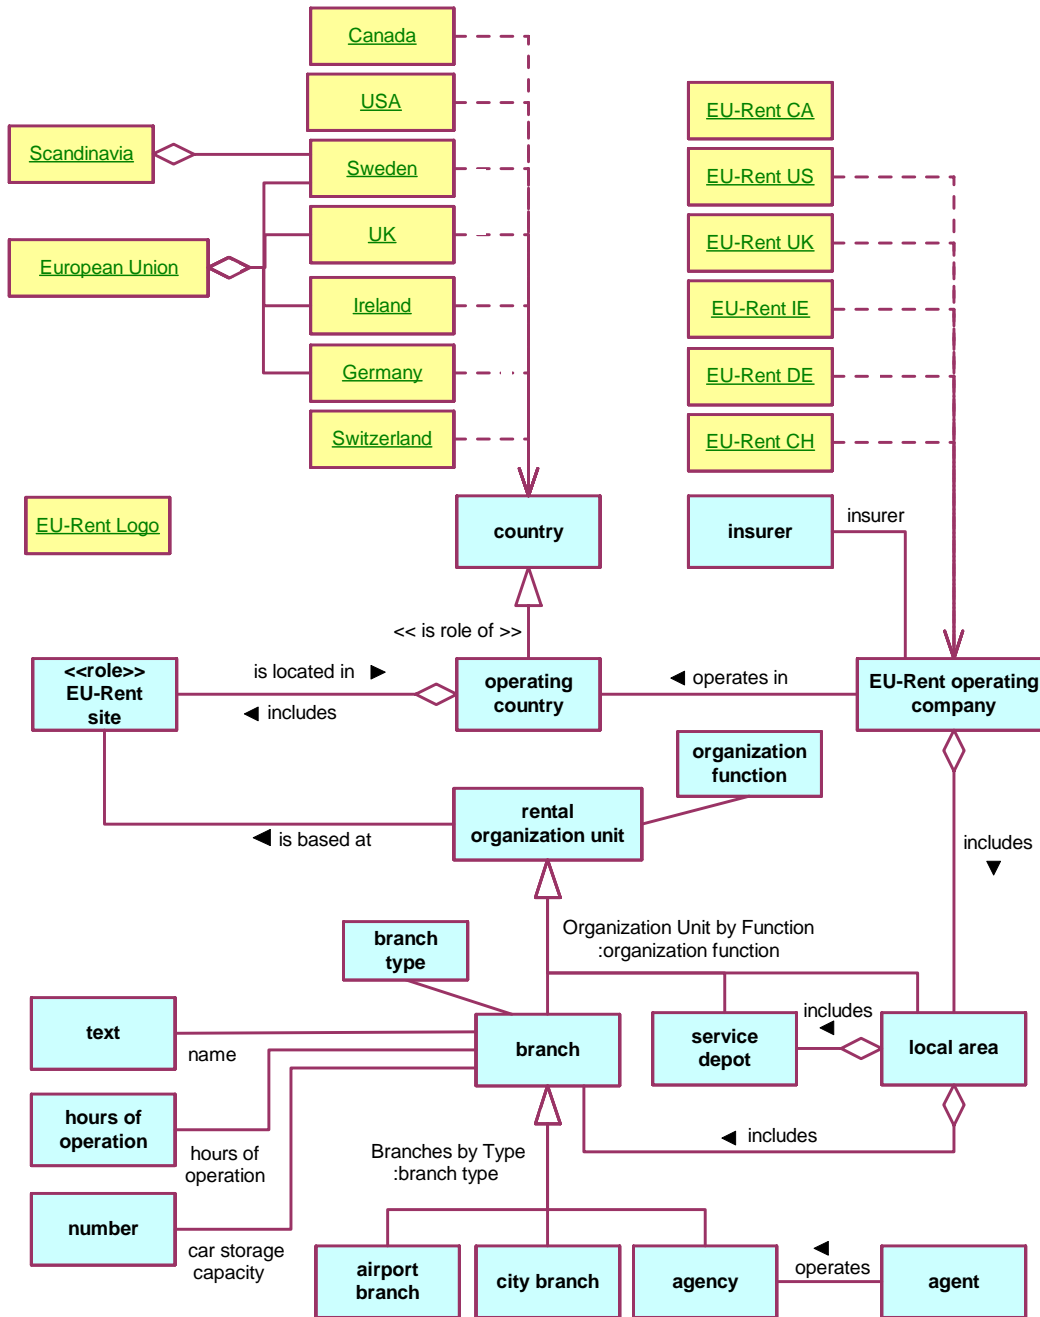 Canada
USA
EU-Rent CA
Scandinavia
Sweden
EU-Rent US
UK
EU-Rent UK
European Union
Ireland
EU-Rent IE
Germany
EU-Rent DE
Switzerland
EU-Rent CH
EU-Rent Logo
country
insurer
insurer
<< is role of >>
<<role>>
EU-Rent
site
is located in ►
◄ includes
operating
country
◄ operates in
EU-Rent operating
company
organization
function
rental
organization unit
◄ is based at
includes
▼
Organization Unit by Function
:organization function
branch
type
text
name
branch
service
depot
includes
◄
local area
hours of
operation
hours of
operation
◄ includes
Branches by Type
:branch type
number
car storage
capacity
airport
branch
city branch
agency
◄
operates
agent